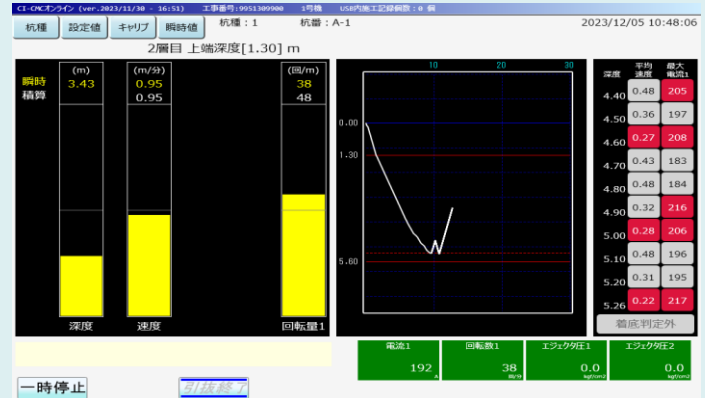 CI-CMCオンライン (ver.2023/11/30 - 16:51) 工事番号:9951309900 1号機 USB内施工記録個数:0 個
杭種 設定値 キャリブ 瞬時値 杭種：1 杭番：A-1 2023/12/05 10:48:06
2層目 上端深度[1.30] m
(m) (m/分) (回/m)
瞬時 3.43 0.95 38
積算 0.95 48
深度 速度 回転量1
10 20 30
0.00
1.30
5.60
深度 平均速度 最大電流1
4.40 0.48 205
4.50 0.36 197
4.60 0.27 208
4.70 0.43 183
4.80 0.48 184
4.90 0.32 216
5.00 0.28 206
5.10 0.48 196
5.20 0.31 195
5.26 0.22 217
着底判定外
電流1 回転数1 エジェクタ圧1 エジェクタ圧2
192 38 0.0 0.0
A 回/分 kgf/cm2 kgf/cm2
一時停止 引抜終了